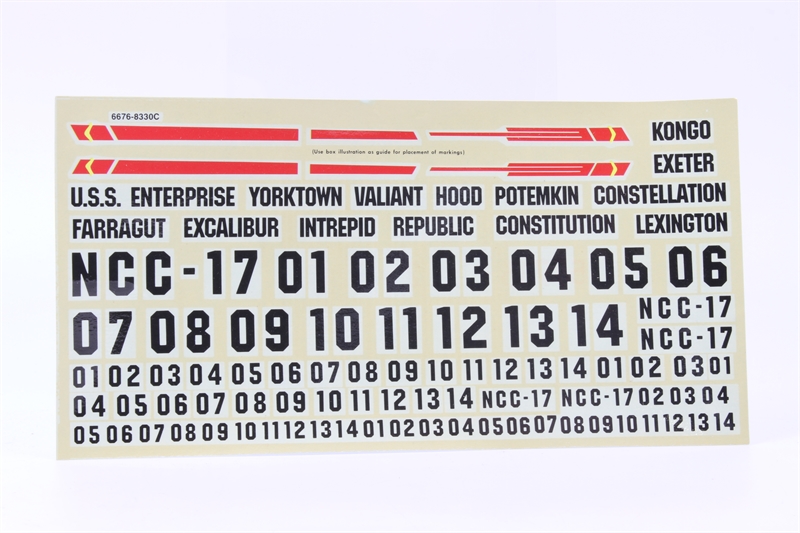 6676-8330C
KONGO
(Use box illustration as guide for placement of markings)
EXETER
U.S.S. ENTERPRISE YORKTOWN VALIANT HOOD POTEMKIN CONSTELLATION
FARRAGUT EXCALIBUR INTREPID REPUBLIC CONSTITUTION LEXINGTON
NCC-17 01 02 03 04 05 06
07 08 09 10 11 12 13 14 NCC-17
NCC-17
01 02 03 04 05 06 07 08 09 10 11 12 13 14 01 02 03 01
04 05 06 07 08 09 10 11 12 13 14 NCC-17 NCC-17 02 03 04
05 06 07 08 09 10 11 12 13 14 01 02 03 04 05 06 07 08 09 10 11 12 13 14